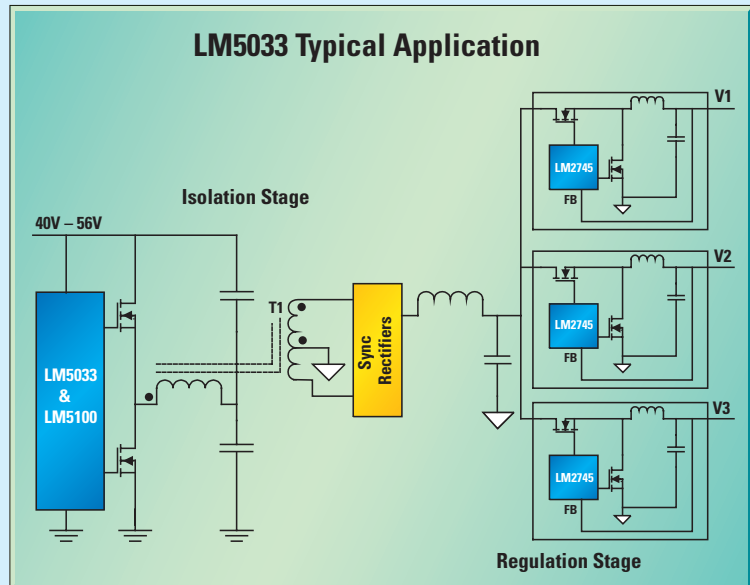 LM5033 Typical Application
Isolation Stage
40V – 56V
LM5033
&
LM5100
T1
Sync
Rectifiers
V1
LM2745
FB
V2
LM2745
FB
V3
LM2745
FB
Regulation Stage